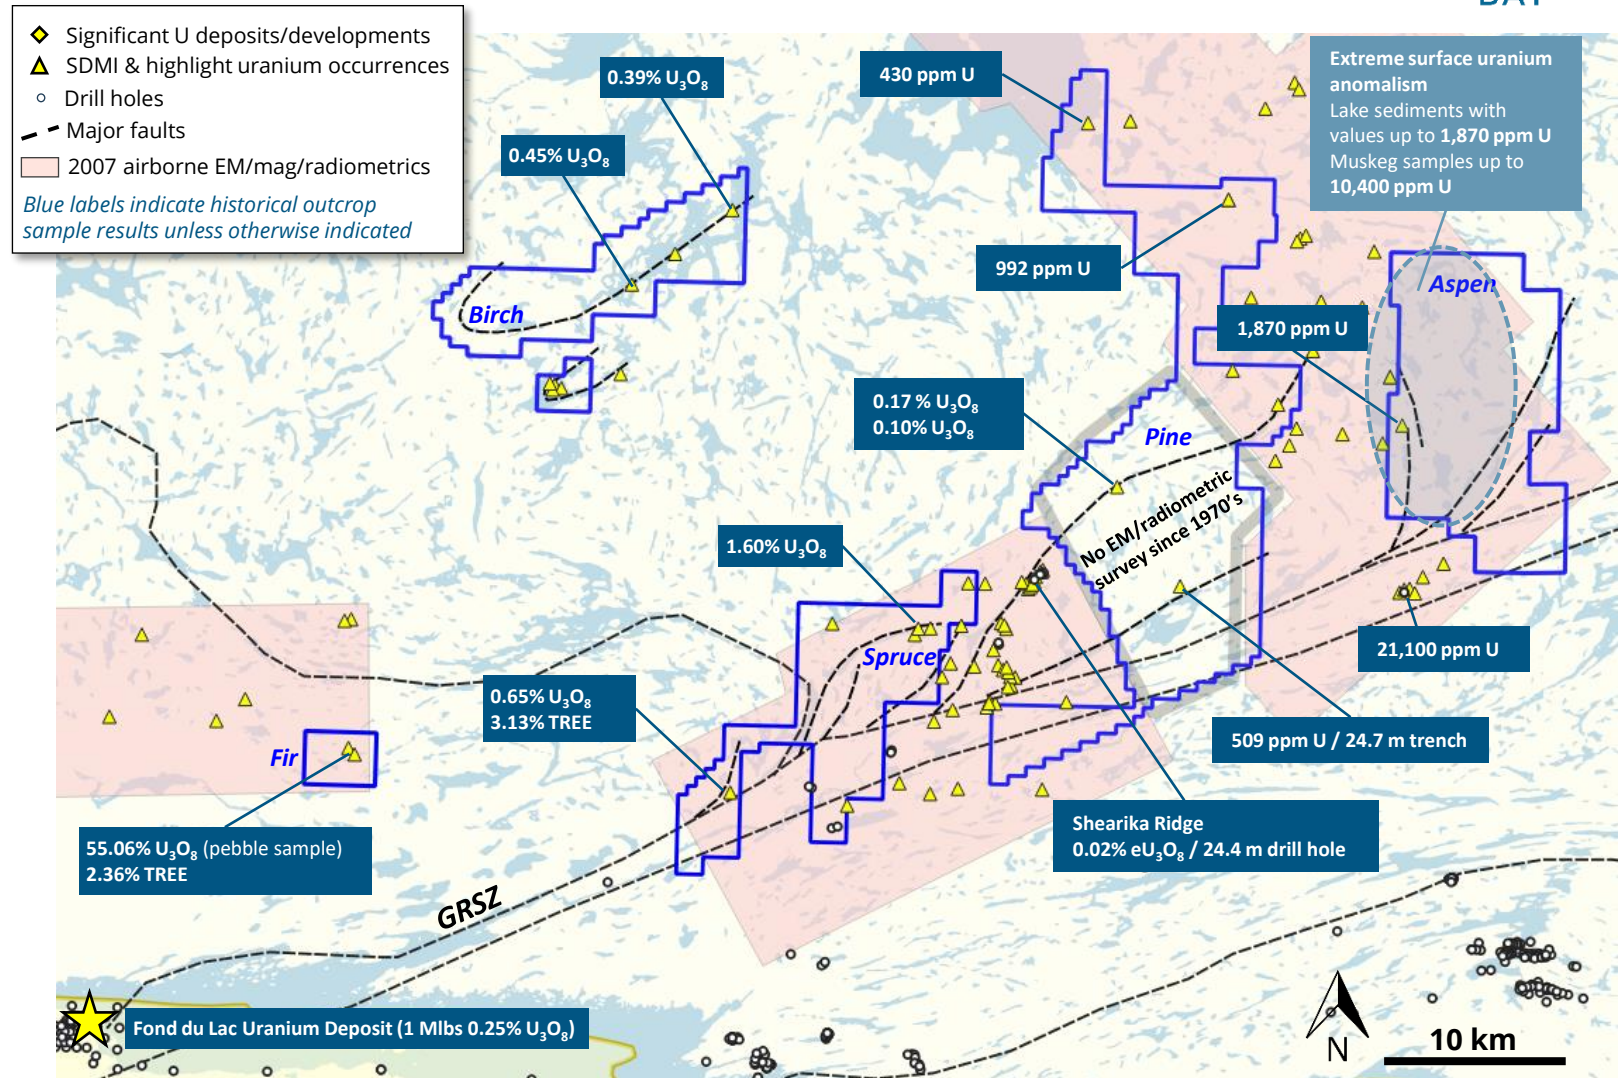 BAY
Significant U deposits/developments
SDMI & highlight uranium occurrences
Drill holes
Major faults
2007 airborne EM/mag/radiometrics
Blue labels indicate historical outcrop
sample results unless otherwise indicated
0.39% U₃O₈
0.45% U₃O₈
430 ppm U
Extreme surface uranium
anomalism
Lake sediments with
values up to 1,870 ppm U
Muskeg samples up to
10,400 ppm U
992 ppm U
Aspen
Birch
1,870 ppm U
0.17 % U₃O₈
0.10% U₃O₈
Pine
No EM/radiometric
survey since 1970's
1.60% U₃O₈
Spruce
21,100 ppm U
0.65% U₃O₈
3.13% TREE
509 ppm U / 24.7 m trench
Fir
55.06% U₃O₈ (pebble sample)
2.36% TREE
Shearika Ridge
0.02% eU₃O₈ / 24.4 m drill hole
GRSZ
Fond du Lac Uranium Deposit (1 Mlbs 0.25% U₃O₈)
N
10 km